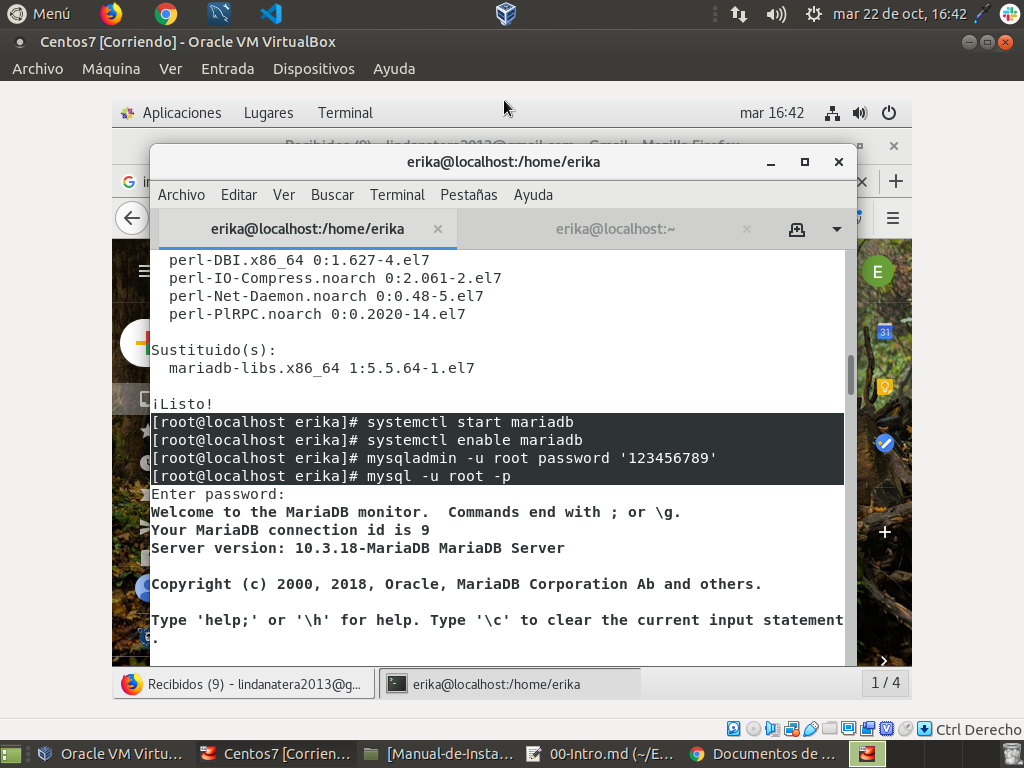 Menú
mar 22 de oct, 16:42
Centos7 [Corriendo] - Oracle VM VirtualBox
Archivo Máquina Ver Entrada Dispositivos Ayuda
Aplicaciones Lugares Terminal mar 16:42
Recibidos (9) - lindanatera2013@gmail.com - Gmail - Mozilla Firefox
erika@localhost:/home/erika
Archivo Editar Ver Buscar Terminal Pestañas Ayuda
erika@localhost:/home/erika erika@localhost:~
perl-DBI.x86_64 0:1.627-4.el7
perl-IO-Compress.noarch 0:2.061-2.el7
perl-Net-Daemon.noarch 0:0.48-5.el7
perl-PlRPC.noarch 0:0.2020-14.el7
Sustituido(s):
mariadb-libs.x86_64 1:5.5.64-1.el7
¡Listo!
[root@localhost erika]# systemctl start mariadb
[root@localhost erika]# systemctl enable mariadb
[root@localhost erika]# mysqladmin -u root password '123456789'
[root@localhost erika]# mysql -u root -p
Enter password:
Welcome to the MariaDB monitor.  Commands end with ; or \g.
Your MariaDB connection id is 9
Server version: 10.3.18-MariaDB MariaDB Server
Copyright (c) 2000, 2018, Oracle, MariaDB Corporation Ab and others.
Type 'help;' or '\h' for help. Type '\c' to clear the current input statement
.
E
31
Recibidos (9) - lindanatera2013@g... erika@localhost:/home/erika 1 / 4
Ctrl Derecho
Oracle VM Virtu... Centos7 [Corrien... [Manual-de-Insta... 00-Intro.md (~/E... Documentos de ...